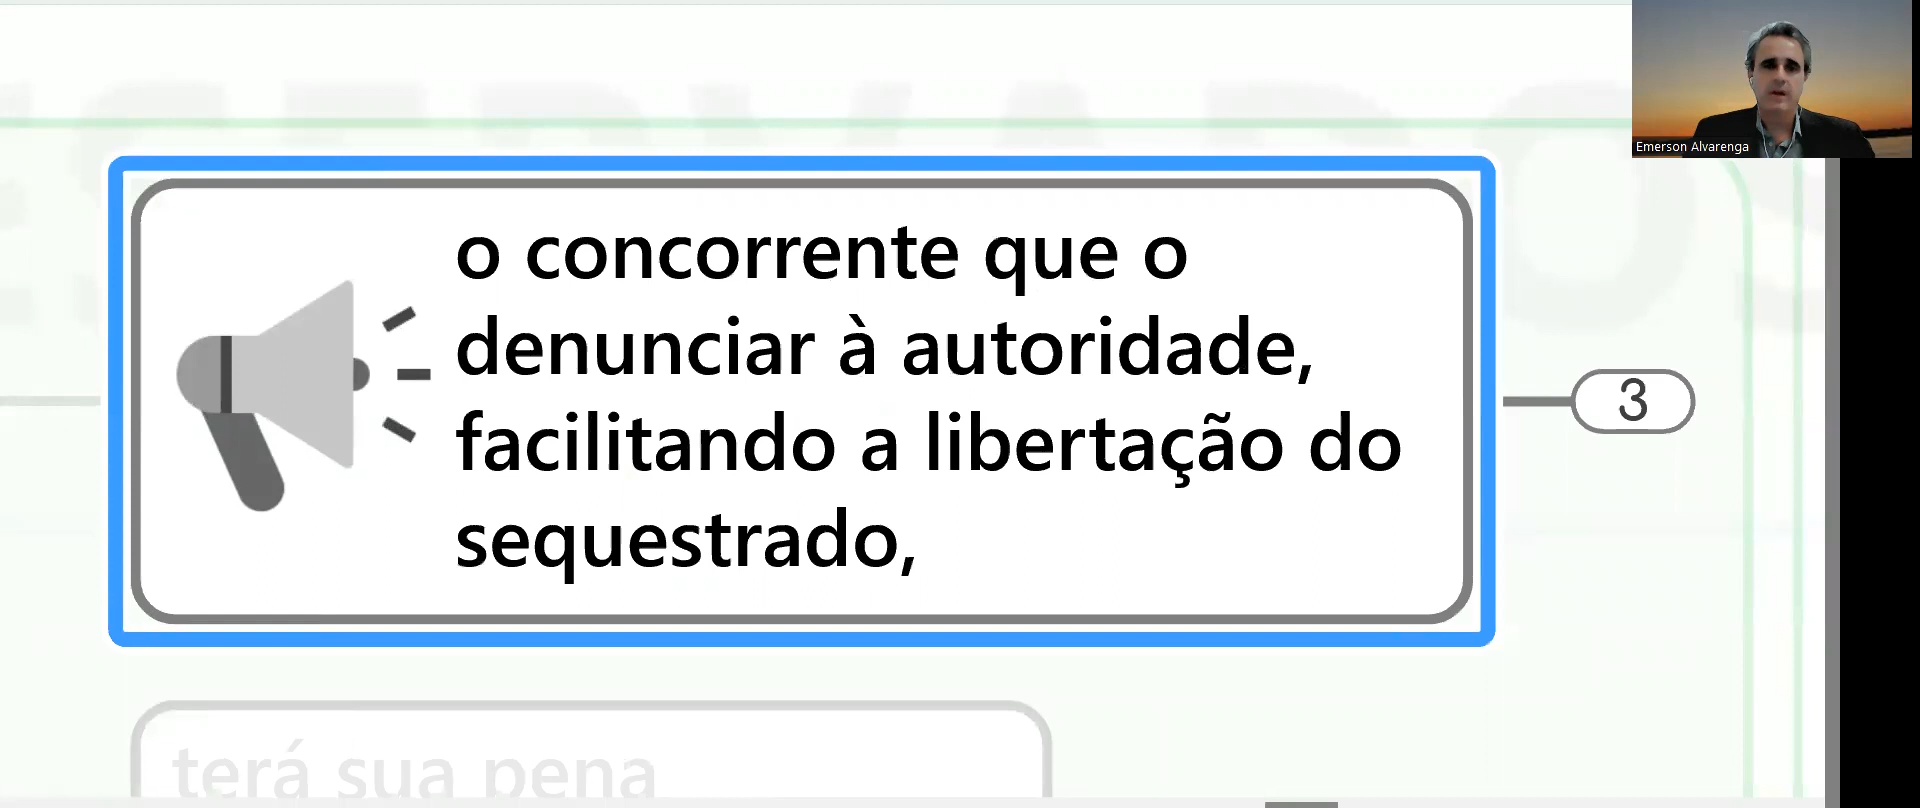 Emerson Alvarenga
o concorrente que o
denunciar à autoridade,
facilitando a libertação do
sequestrado,
3
terá sua pena